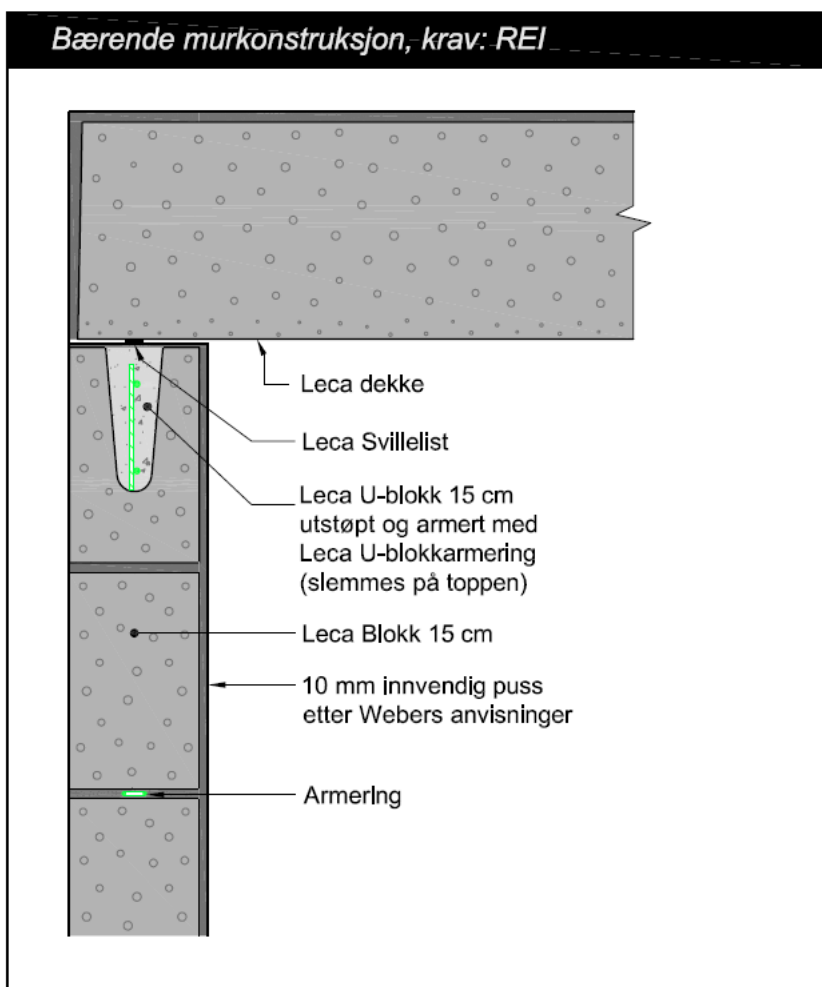 Bærende murkonstruksjon, krav: REI
Leca dekke
Leca Svillelist
Leca U-blokk 15 cm
utstøpt og armert med
Leca U-blokkarmering
(slemmes på toppen)
Leca Blokk 15 cm
10 mm innvendig puss
etter Webers anvisninger
Armering